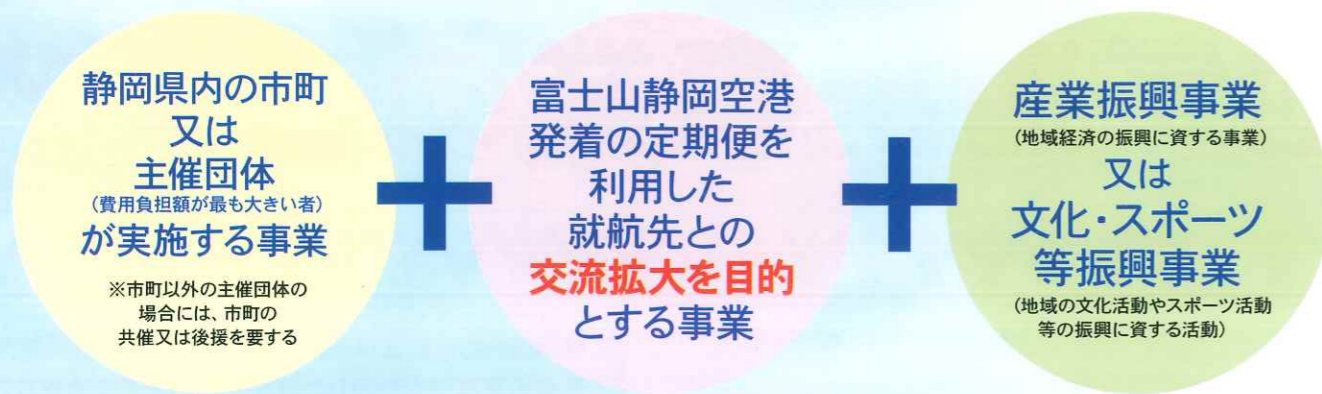 静岡県内の市町
又は
主催団体
(費用負担額が最も大きい者)
が実施する事業
※市町以外の主催団体の
場合には、市町の
共催又は後援を要する
+
富士山静岡空港
発着の定期便を
利用した
就航先との
交流拡大を目的
とする事業
+
産業振興事業
(地域経済の振興に資する事業)
又は
文化・スポーツ
等振興事業
(地域の文化活動やスポーツ活動
等の振興に資する活動)